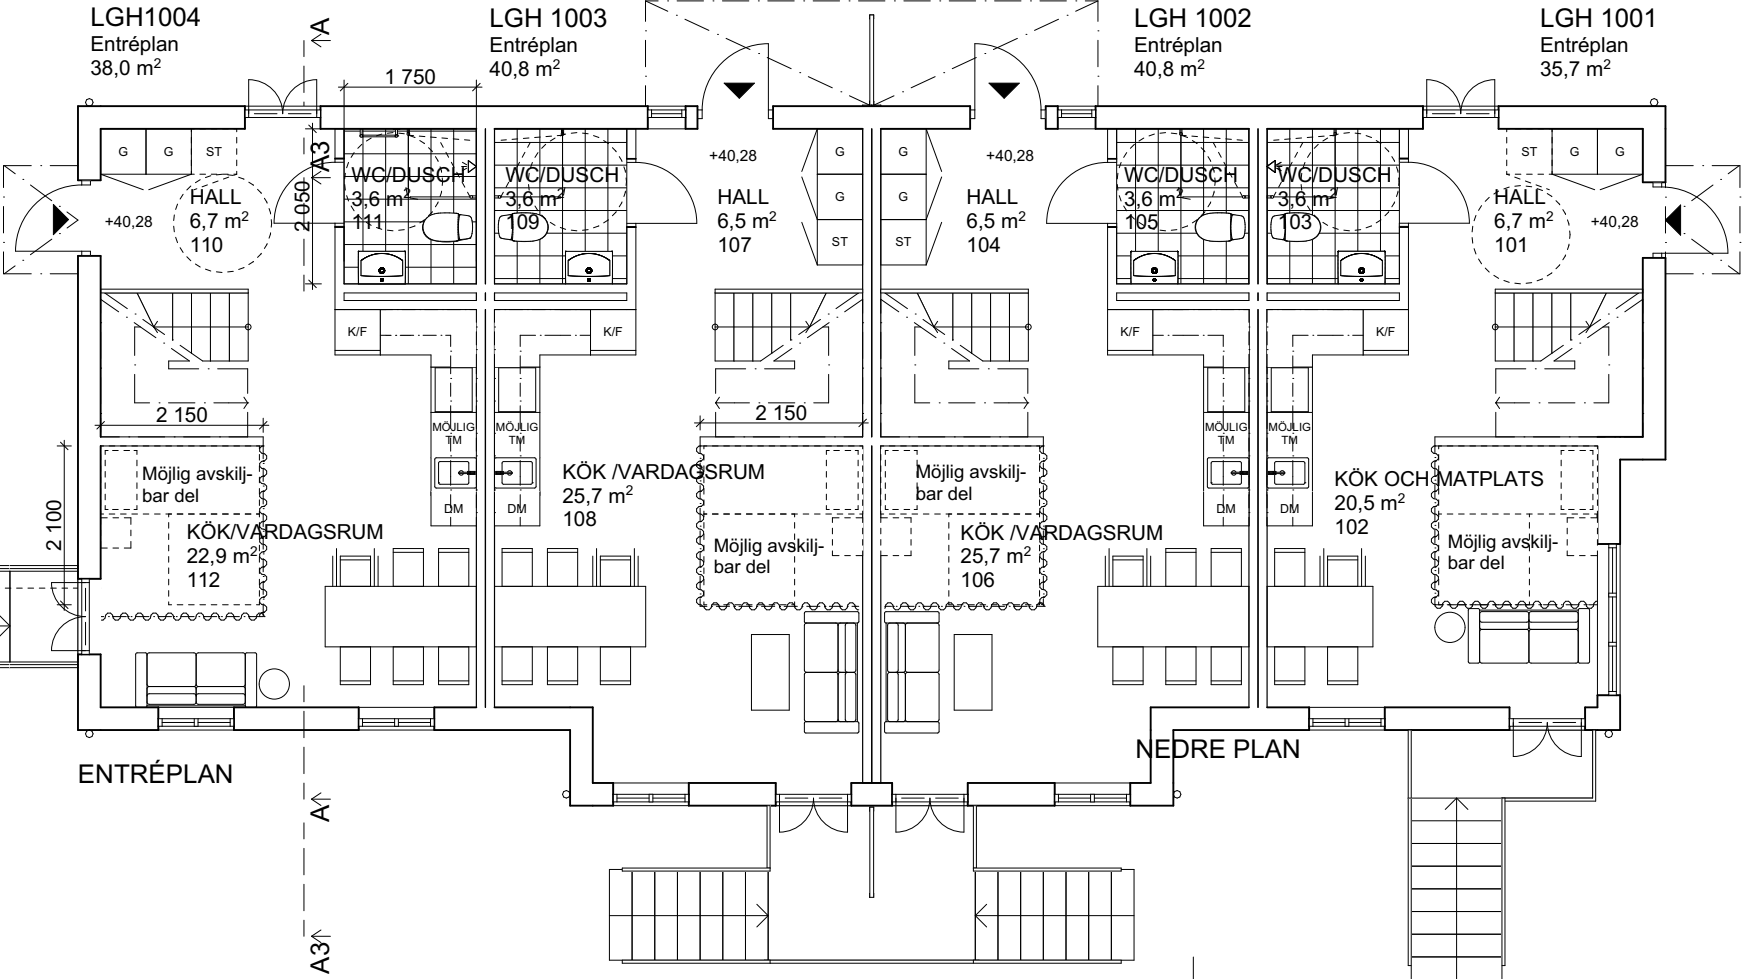 LGH1004
Entréplan
38,0 m²
A
LGH 1003
Entréplan
40,8 m²
LGH 1002
Entréplan
40,8 m²
LGH 1001
Entréplan
35,7 m²
1 750
G
G
ST
A3
2 050
HALL
6,7 m²
110
+40,28
WC/DUSCH
3,6 m²
111
WC/DUSCH
3,6 m²
109
+40,28
HALL
6,5 m²
107
G
G
ST
G
G
ST
+40,28
HALL
6,5 m²
104
WC/DUSCH
3,6 m²
105
WC/DUSCH
3,6 m²
103
ST
G
G
HALL
6,7 m²
101
+40,28
K/F
K/F
K/F
K/F
2 150
2 150
MÖJLIG
TM
MÖJLIG
TM
MÖJLIG
TM
MÖJLIG
TM
DM
DM
DM
DM
2 100
Möjlig avskilj-
bar del
KÖK/VARDAGSRUM
22,9 m²
112
KÖK /VARDAGSRUM
25,7 m²
108
Möjlig avskilj-
bar del
Möjlig avskilj-
bar del
KÖK /VARDAGSRUM
25,7 m²
106
KÖK OCH MATPLATS
20,5 m²
102
Möjlig avskilj-
bar del
ENTRÉPLAN
NEDRE PLAN
A
A3